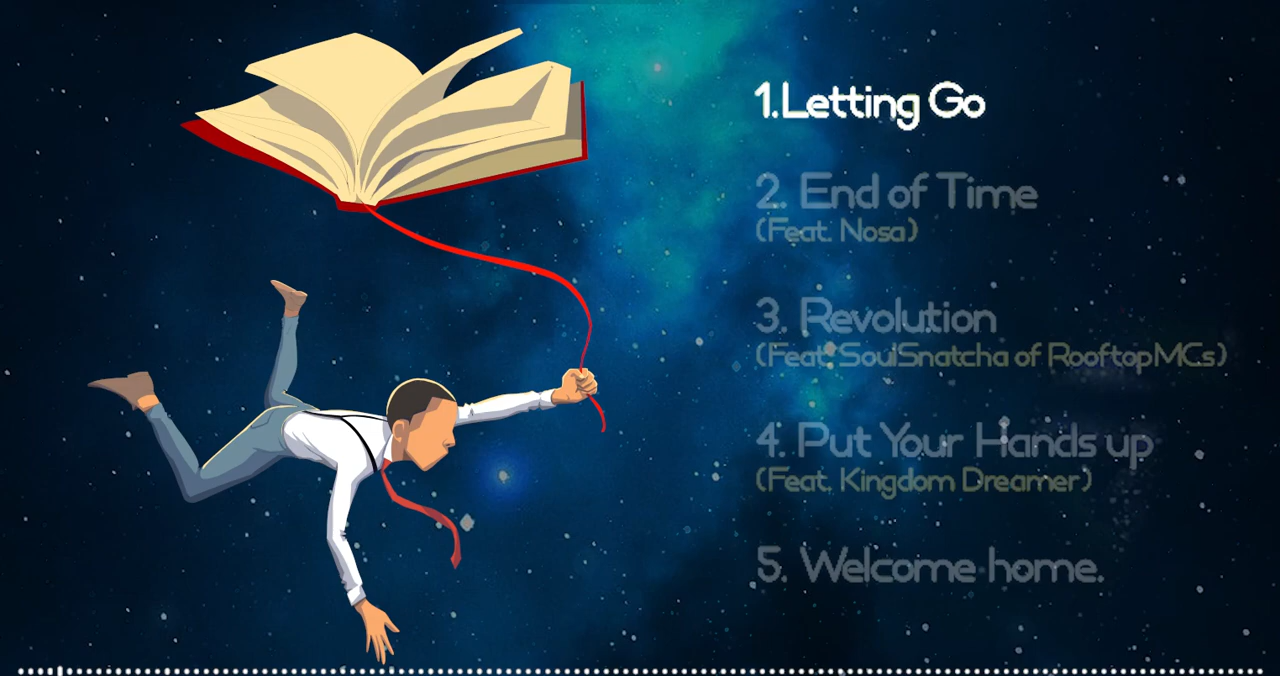 1.Letting Go
2. End of Time
(Feat. Nosa)
3. Revolution
(Feat SoulSnatcha of RooftopMCs)
4. Put Your Hands up
(Feat. Kingdom Dreamer)
5. Welcome home.